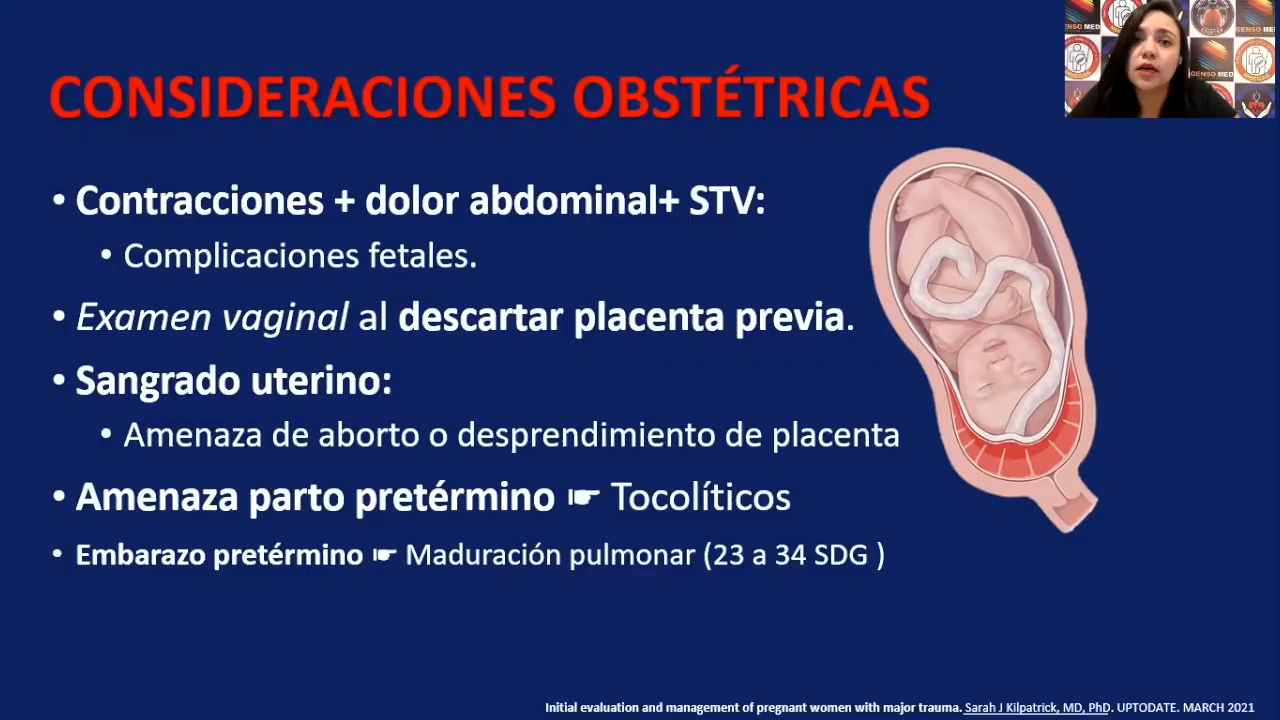 CONSIDERACIONES OBSTÉTRICAS
• Contracciones + dolor abdominal+ STV:
• Complicaciones fetales.
• Examen vaginal al descartar placenta previa.
• Sangrado uterino:
• Amenaza de aborto o desprendimiento de placenta
• Amenaza parto pretérmino ☛ Tocolíticos
• Embarazo pretérmino ☛ Maduración pulmonar (23 a 34 SDG )
Initial evaluation and management of pregnant women with major trauma. Sarah J Kilpatrick, MD, PhD. UPTODATE. MARCH 2021
GENSO MED